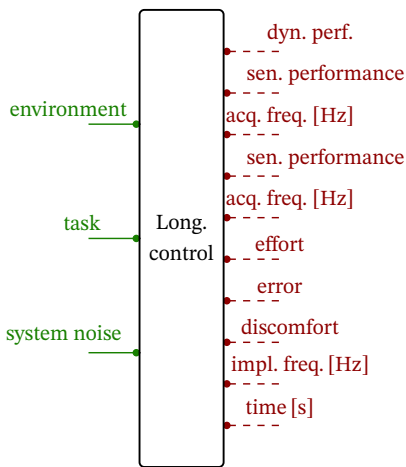 environment
task
system noise
Long.
control
dyn. perf.
sen. performance
acq. freq. [Hz]
sen. performance
acq. freq. [Hz]
effort
error
discomfort
impl. freq. [Hz]
time [s]